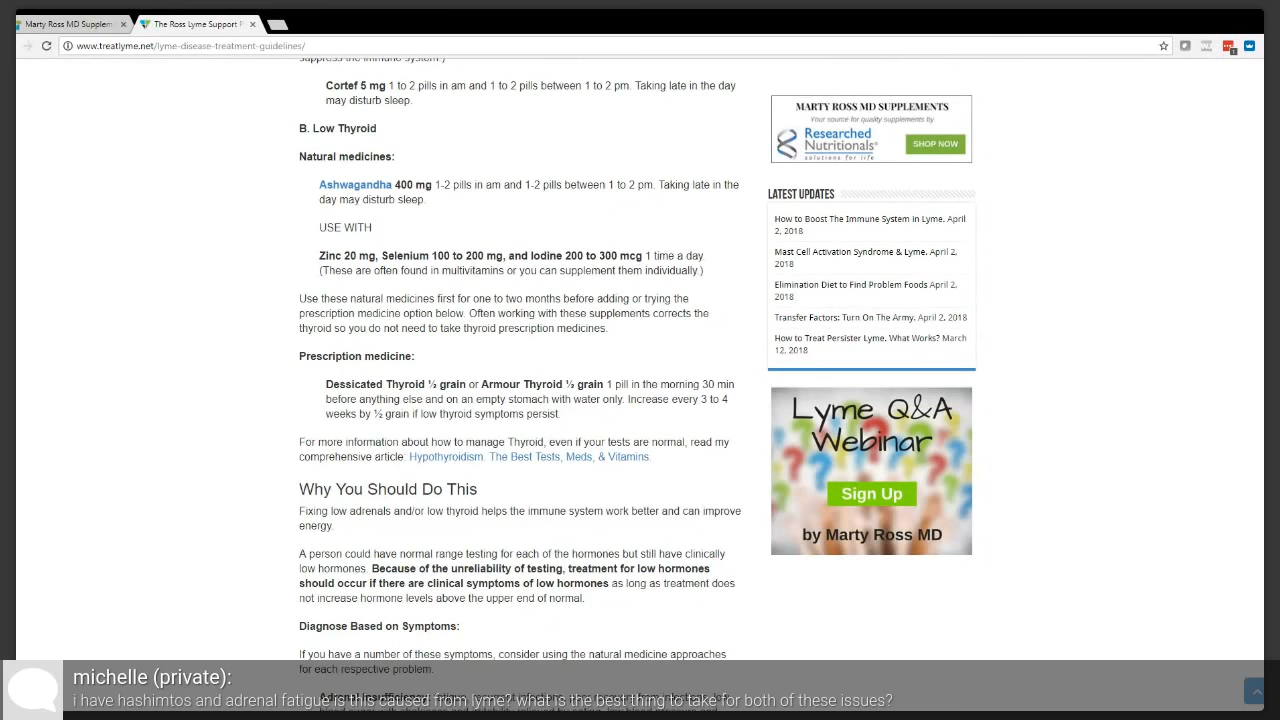 Marty Ross MD Supplem
The Ross Lyme Support P
www.treatlyme.net/lyme-disease-treatment-guidelines/
suppress the immune system )
Cortef 5 mg 1 to 2 pills in am and 1 to 2 pills between 1 to 2 pm. Taking late in the day
may disturb sleep.
B. Low Thyroid
Natural medicines:
Ashwagandha 400 mg 1-2 pills in am and 1-2 pills between 1 to 2 pm. Taking late in the
day may disturb sleep.
USE WITH
Zinc 20 mg, Selenium 100 to 200 mg, and Iodine 200 to 300 mcg 1 time a day.
(These are often found in multivitamins or you can supplement them individually.)
Use these natural medicines first for one to two months before adding or trying the
prescription medicine option below. Often working with these supplements corrects the
thyroid so you do not need to take thyroid prescription medicines.
Prescription medicine:
Dessicated Thyroid ½ grain or Armour Thyroid ½ grain 1 pill in the morning 30 min
before anything else and on an empty stomach with water only. Increase every 3 to 4
weeks by ½ grain if low thyroid symptoms persist.
For more information about how to manage Thyroid, even if your tests are normal, read my
comprehensive article: Hypothyroidism. The Best Tests, Meds, & Vitamins.
Why You Should Do This
Fixing low adrenals and/or low thyroid helps the immune system work better and can improve
energy.
A person could have normal range testing for each of the hormones but still have clinically
low hormones. Because of the unreliability of testing, treatment for low hormones
should occur if there are clinical symptoms of low hormones as long as treatment does
not increase hormone levels above the upper end of normal.
Diagnose Based on Symptoms:
If you have a number of these symptoms, consider using the natural medicine approaches
for each respective problem.
MARTY ROSS MD SUPPLEMENTS
Your source for quality supplements by
Researched
Nutritionals
solutions for life
SHOP NOW
LATEST UPDATES
How to Boost The Immune System in Lyme. April
2, 2018
Mast Cell Activation Syndrome & Lyme. April 2,
2018
Elimination Diet to Find Problem Foods April 2,
2018
Transfer Factors: Turn On The Army. April 2, 2018
How to Treat Persister Lyme. What Works? March
12, 2018
Lyme Q&A
Webinar
Sign Up
by Marty Ross MD
michelle (private):
i have hashimtos and adrenal fatigue is this caused from lyme? what is the best thing to take for both of these issues?